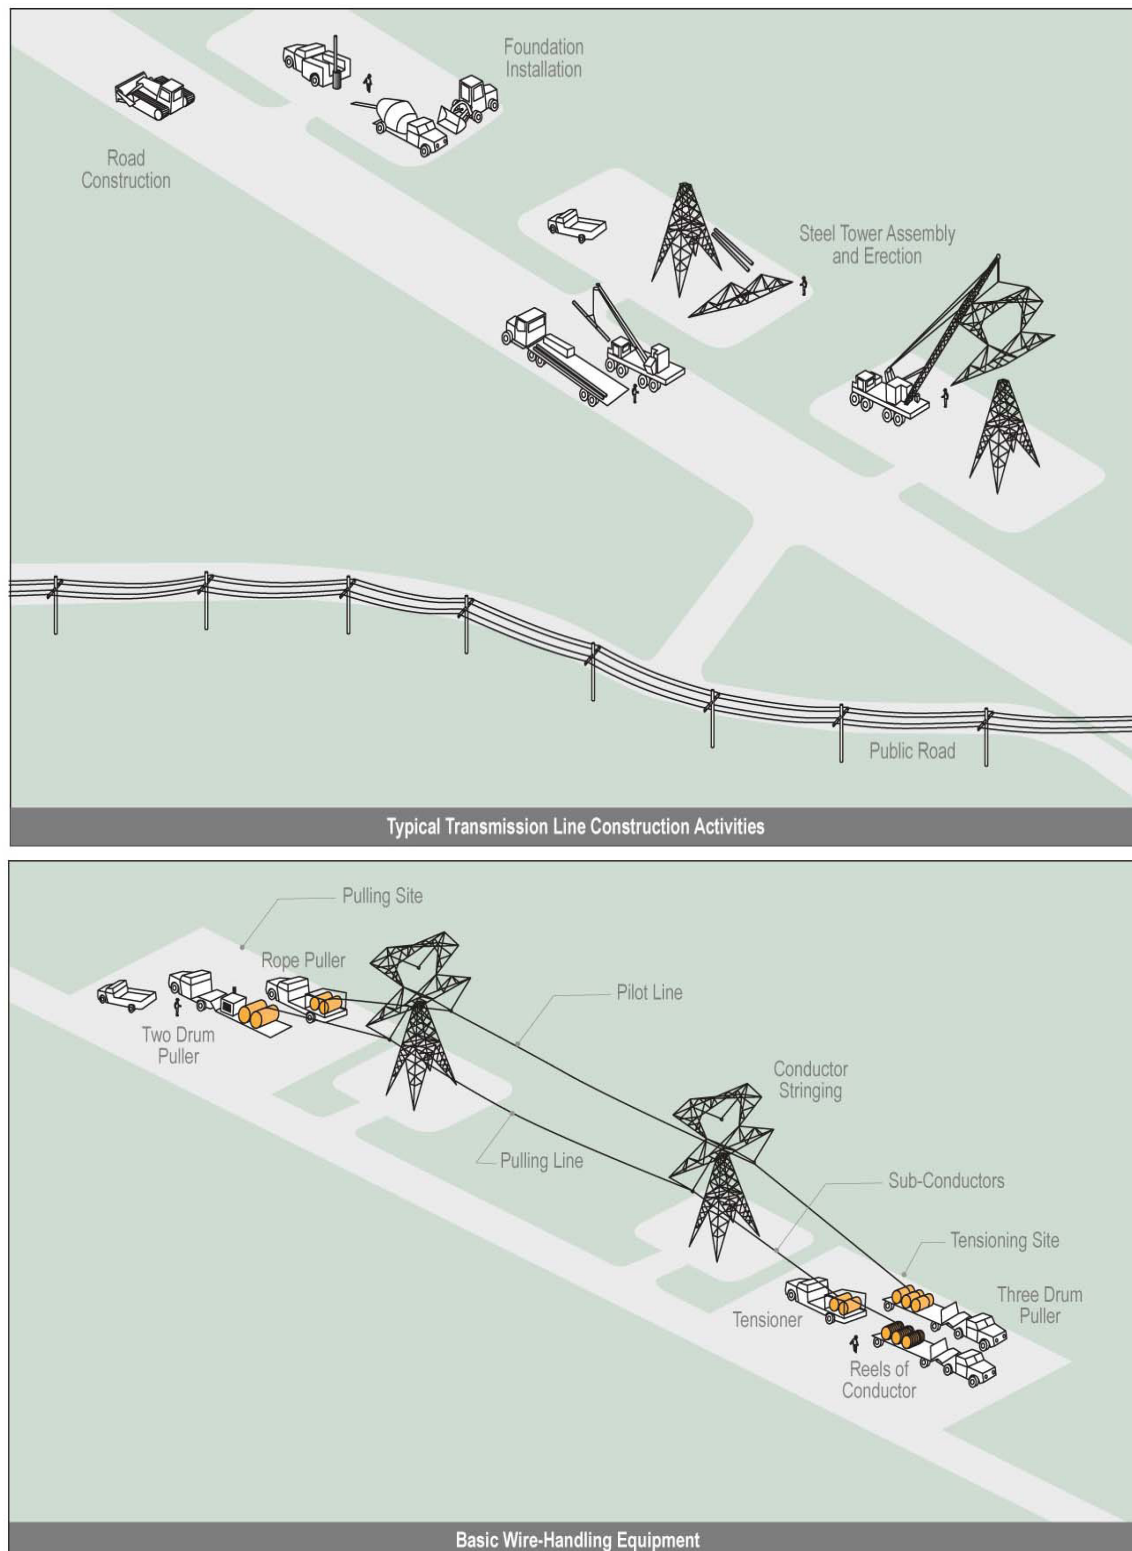 Foundation
Installation
Road
Construction
Steel Tower Assembly
and Erection
Public Road
Typical Transmission Line Construction Activities
Pulling Site
Rope Puller
Pilot Line
Two Drum
Puller
Conductor
Stringing
Pulling Line
Sub-Conductors
Tensioning Site
Three Drum
Puller
Tensioner
Reels of
Conductor
Basic Wire-Handling Equipment